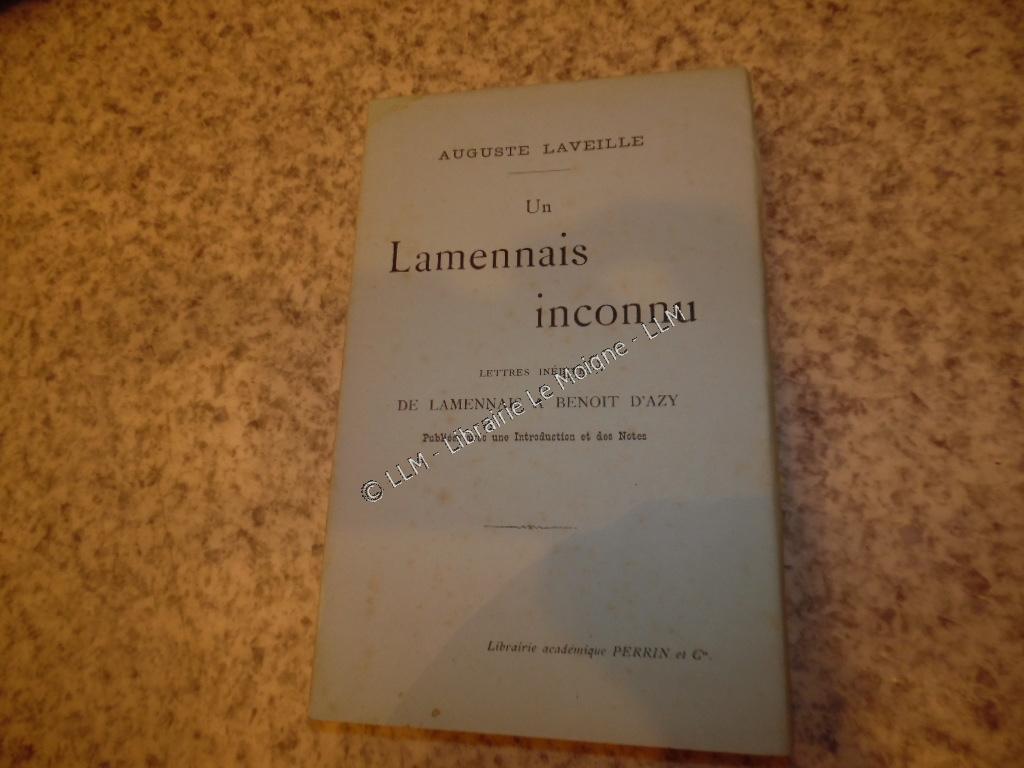 AUGUSTE LAVEILLE
Un
Lamennais
inconnu
LETTRES
DE LAMENNAIS A BENOIT D'AZY
une Introduction et des Notes
© LLM - Librairie Le Moigne - LLM
Librairie académique PERRIN et Cie.